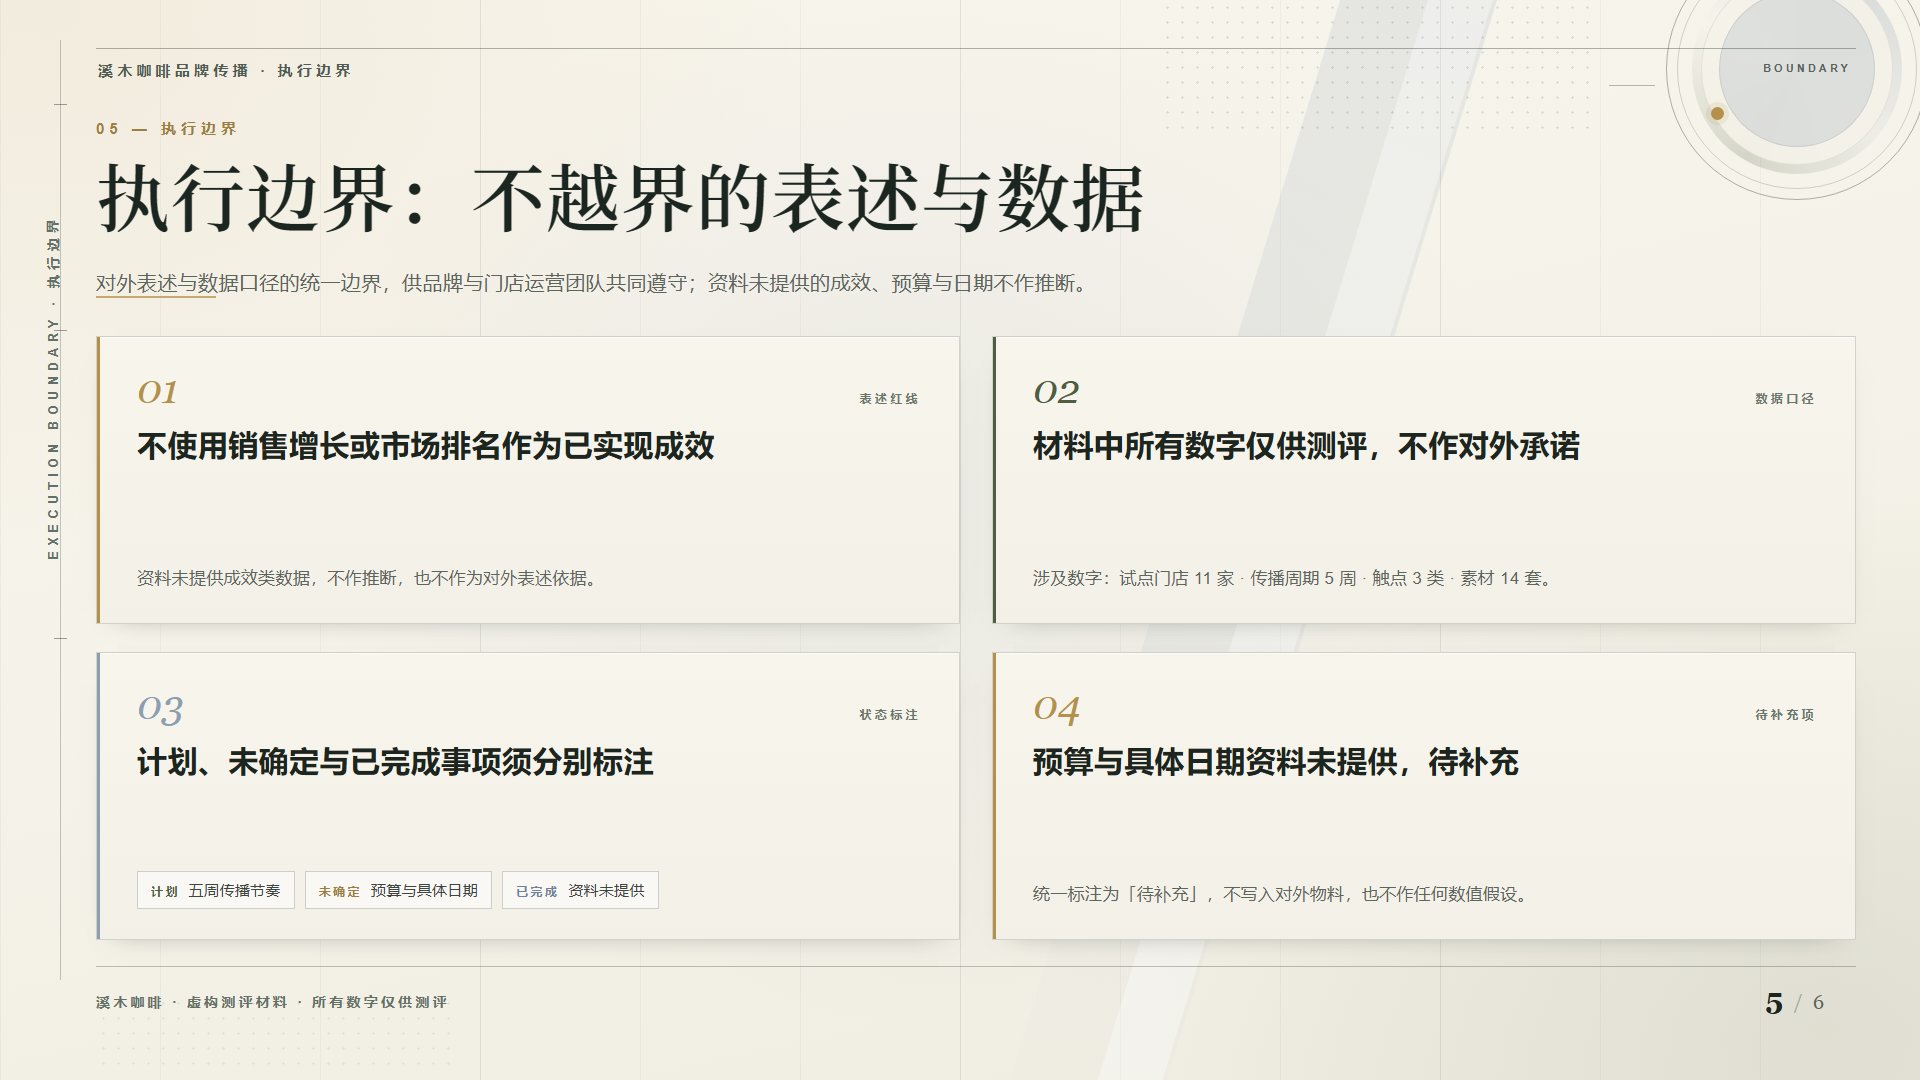 溪木咖啡品牌传播 · 执行边界
BOUNDARY
05 — 执行边界
执行边界：不越界的表述与数据
对外表述与数据口径的统一边界，供品牌与门店运营团队共同遵守；资料未提供的成效、预算与日期不作推断。
EXECUTION BOUNDARY · 执行边界
01
表述红线
不使用销售增长或市场排名作为已实现成效
资料未提供成效类数据，不作推断，也不作为对外表述依据。
02
数据口径
材料中所有数字仅供测评，不作对外承诺
涉及数字：试点门店 11 家 · 传播周期 5 周 · 触点 3 类 · 素材 14 套。
03
状态标注
计划、未确定与已完成事项须分别标注
计划 五周传播节奏
未确定 预算与具体日期
已完成 资料未提供
04
待补充项
预算与具体日期资料未提供，待补充
统一标注为「待补充」，不写入对外物料，也不作任何数值假设。
溪木咖啡 · 虚构测评材料 · 所有数字仅供测评
5 / 6